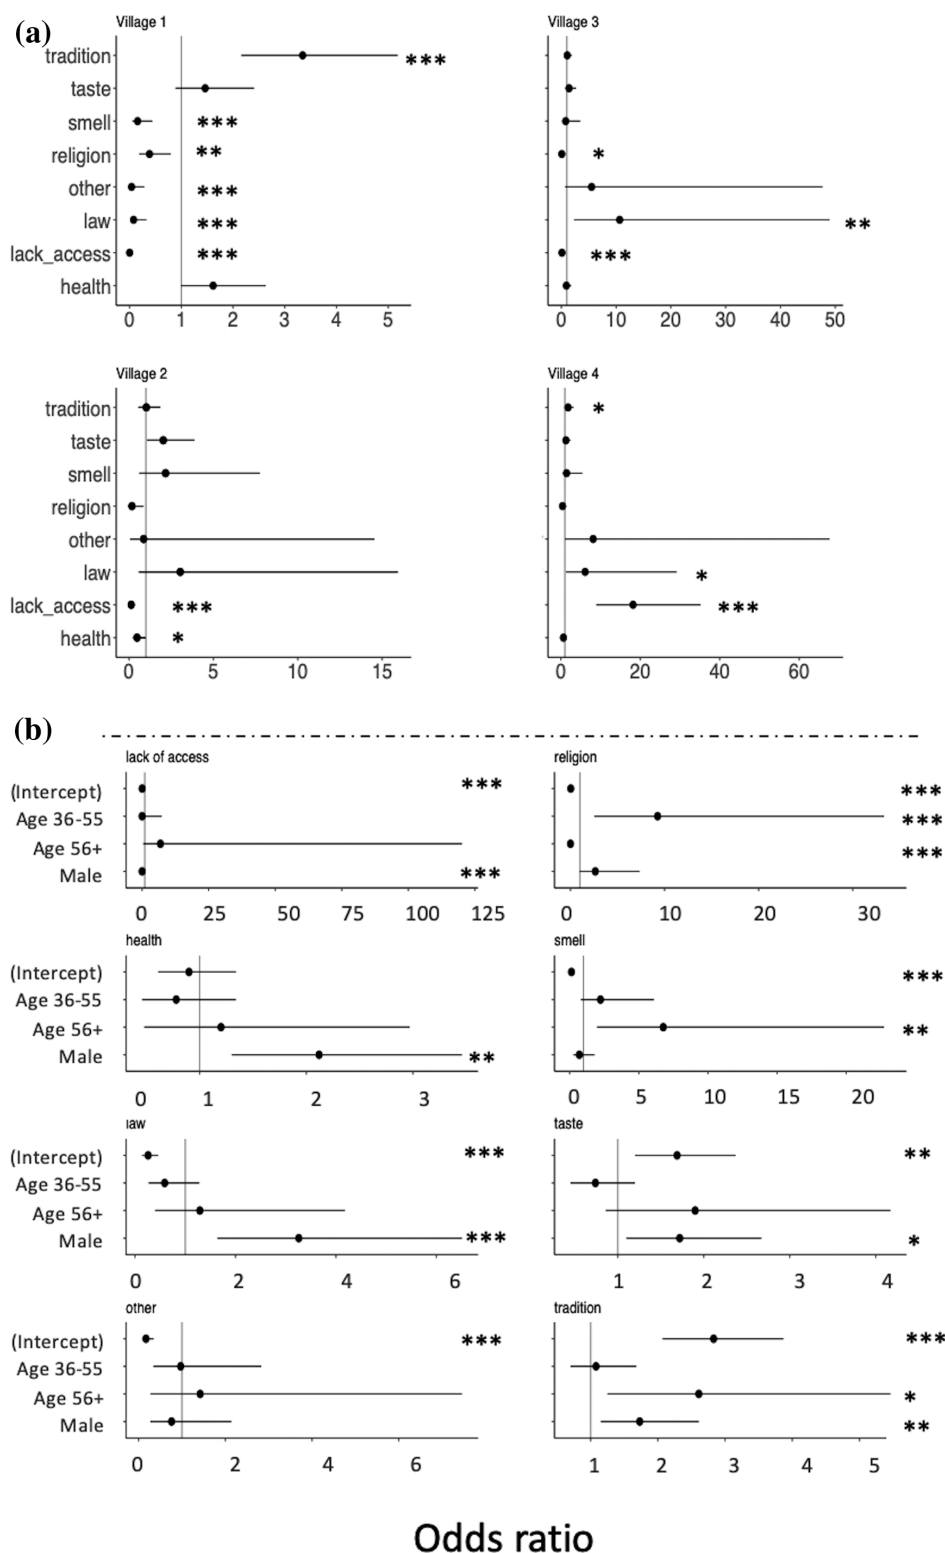 (a)
Village 1
tradition
***
taste
smell
***
religion
**
other
***
law
***
lack_access
***
health
0 1 2 3 4 5
Village 3
*
**
***
0 10 20 30 40 50
Village 2
tradition
taste
smell
religion
other
law
lack_access
***
health
*
0 5 10 15
Village 4
*
*
***
0 20 40 60
(b)
lack of access
(Intercept)
***
Age 36-55
Age 56+
Male
***
0 25 50 75 100 125
religion
***
***
***
0 10 20 30
health
(Intercept)
Age 36-55
Age 56+
Male
**
0 1 2 3
smell
***
**
0 5 10 15 20
law
(Intercept)
***
Age 36-55
Age 56+
Male
***
0 2 4 6
taste
**
*
1 2 3 4
other
(Intercept)
***
Age 36-55
Age 56+
Male
0 2 4 6
tradition
***
*
**
1 2 3 4 5
Odds ratio